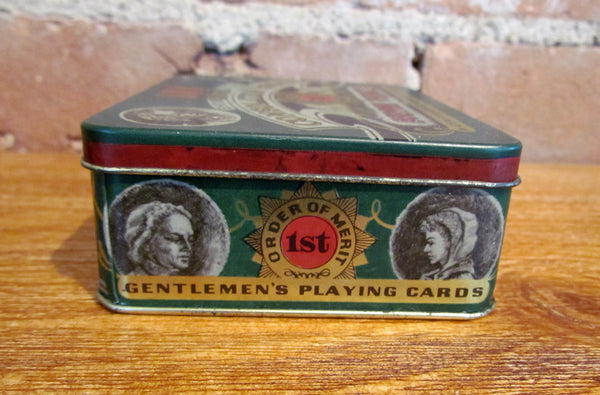 ORDER OF MERIT
1st
GENTLEMEN'S PLAYING CARDS